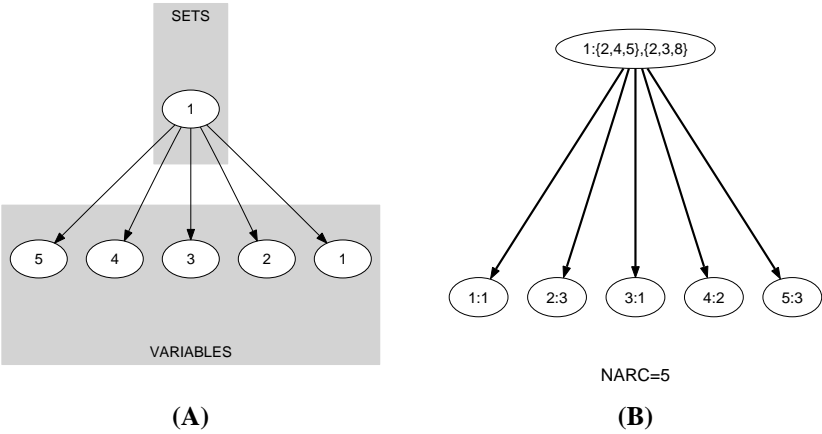 SETS
1
5 4 3 2 1
VARIABLES
(A)
1:{2,4,5},{2,3,8}
1:1 2:3 3:1 4:2 5:3
NARC=5
(B)